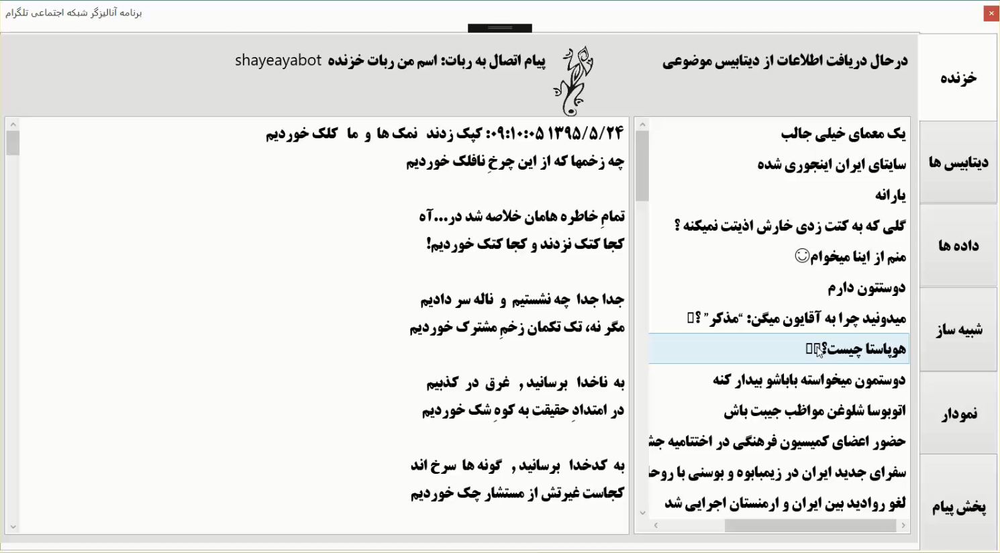 برنامه آنالیزگر شبکه اجتماعی تلگرام
خزنده
دیتابیس ها
داده ها
شبیه ساز
نمودار
پخش پیام
درحال دریافت اطلاعات از دیتابیس موضوعی
پیام اتصال به ربات: اسم من ربات خزنده shayeayabot
یک معمای خیلی جالب
سایتای ایران اینجوری شده
یارانه
گلی که به کتت زدی خارش اذیتت نمیکنه ؟
منم از اینا میخوام☺
دوستتون دارم
میدونید چرا به آقایون میگن: “مذکر” ؟
هوپاستا چیست؟
دوستمون میخواسته باباشو بیدار کنه
اتوبوسا شلوغن مواظب جیبت باش
حضور اعضای کمیسیون فرهنگی در اختتامیه جش
سفرای جدید ایران در زیمبابوه و بوسنی با روحا
لغو روادید بین ایران و ارمنستان اجرایی شد
۱۳۹۵/۵/۲۴ ۰۹:۱۰:۰۵: کپک زدند نمک ها و ما کلک خوردیم
چه زخمها که از این چرخِ نافلک خوردیم
تمامِ خاطره هامان خلاصه شد در...آه
کجا کتک نزدند و کجا کتک خوردیم!
جدا جدا چه نشستیم و ناله سر دادیم
مگر نه، تک تکمان زخمِ مشترک خوردیم
به ناخدا برسانید , غرق در کذبیم
در امتدادِ حقیقت به کوهِ شک خوردیم
به کدخدا برسانید , گونه ها سرخ اند
کجاست غیرتش از مستشار چک خوردیم